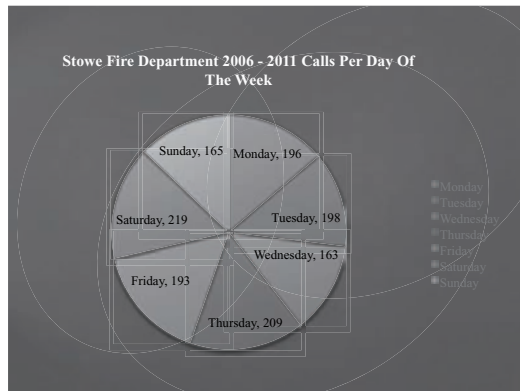 Stowe Fire Department 2006 - 2011 Calls Per Day Of
The Week
Sunday, 165
Monday, 196
Saturday, 219
Tuesday, 198
Wednesday, 163
Friday, 193
Thursday, 209
Monday
Tuesday
Wednesday
Thursday
Friday
Saturday
Sunday